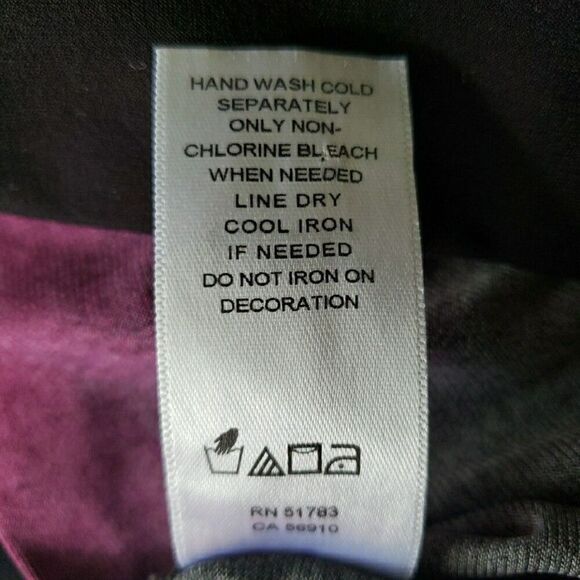 HAND WASH COLD
SEPARATELY
ONLY NON-
CHLORINE BLEACH
WHEN NEEDED
LINE DRY
COOL IRON
IF NEEDED
DO NOT IRON ON
DECORATION
RN 51783
CA 56910